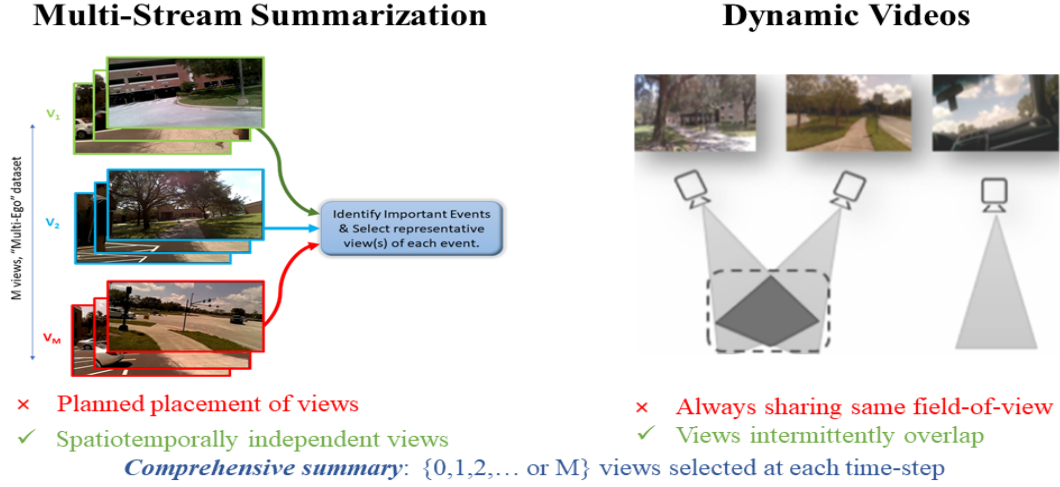 Multi-Stream Summarization
Dynamic Videos
V1
V2
VM
M views, "Multi-Ego" dataset
Identify Important Events
& Select representative
view(s) of each event.
× Planned placement of views
✓ Spatiotemporally independent views
× Always sharing same field-of-view
✓ Views intermittently overlap
Comprehensive summary: {0,1,2,… or M} views selected at each time-step